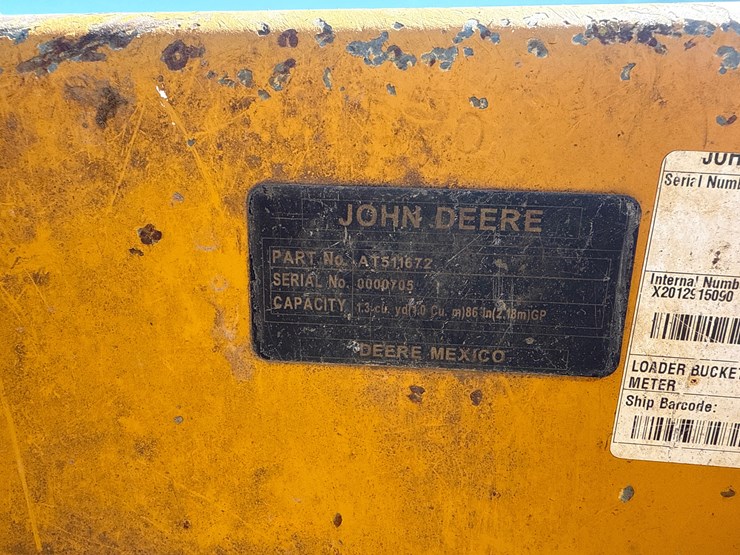 JOHN DEERE
PART No. AT511672
SERIAL No. 0000705
CAPACITY 1.3 cu. yd(1.0 Cu. m)86 In(2.18m)GP
DEERE MEXICO
JOH
Serial Numb
Internal Numb
X2012915090
LOADER BUCKET
METER
Ship Barcode: